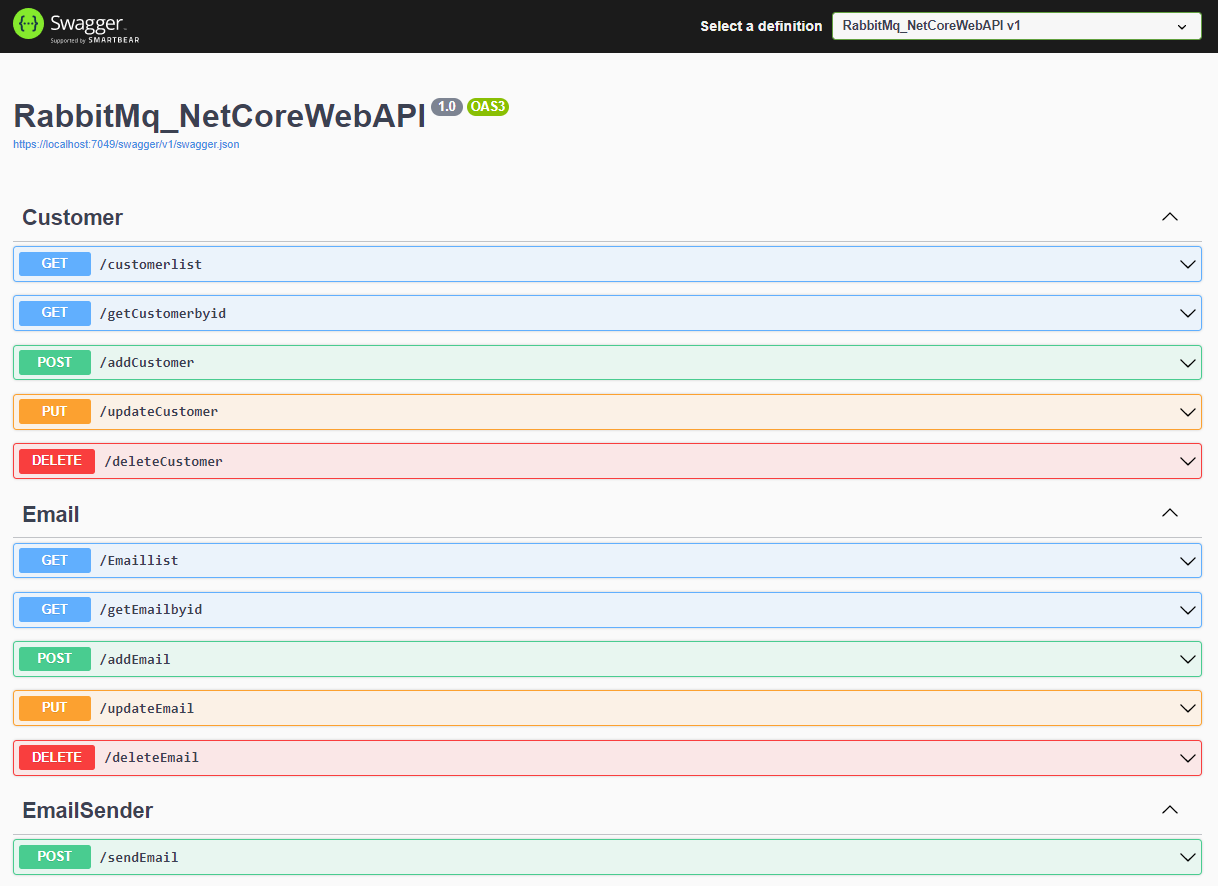 Swagger.
Supported by SMARTBEAR
Select a definition
RabbitMQ_NetCoreWebAPI v1
RabbitMq_NetCoreWebAPI 1.0 OAS3
https://localhost:7049/swagger/v1/swagger.json
Customer
GET /customerlist
GET /getCustomerbyid
POST /addCustomer
PUT /updateCustomer
DELETE /deleteCustomer
Email
GET /Emaillist
GET /getEmailbyid
POST /addEmail
PUT /updateEmail
DELETE /deleteEmail
EmailSender
POST /sendEmail